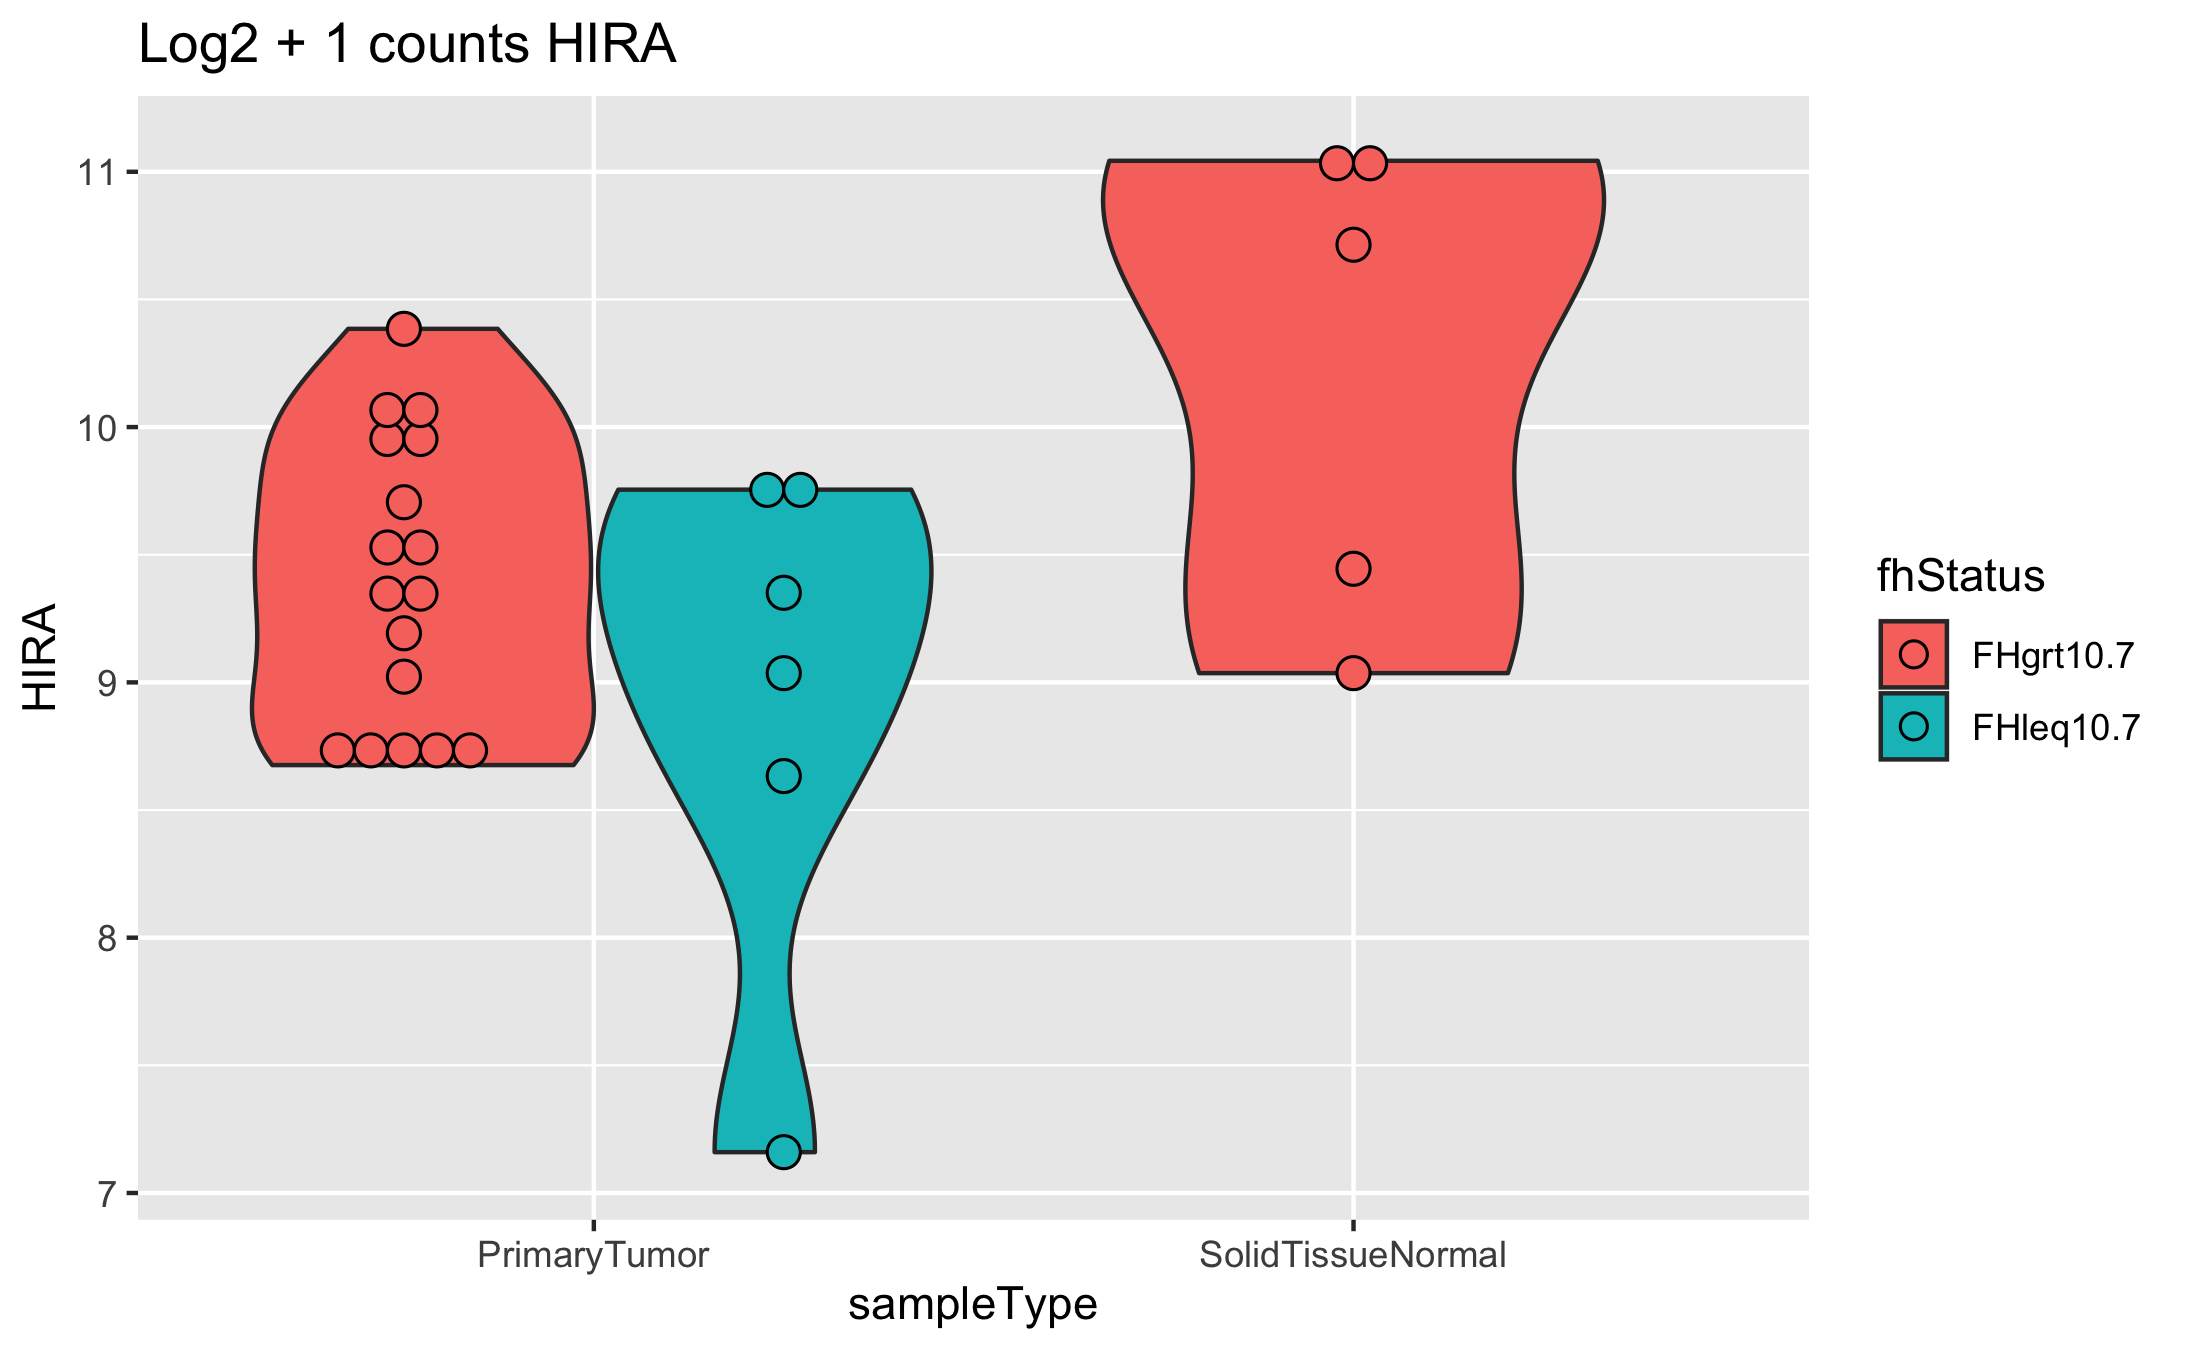 Log2 + 1 counts HIRA
11
10
9
8
7
HIRA
PrimaryTumor
SolidTissueNormal
sampleType
fhStatus
FHgrt10.7
FHleq10.7